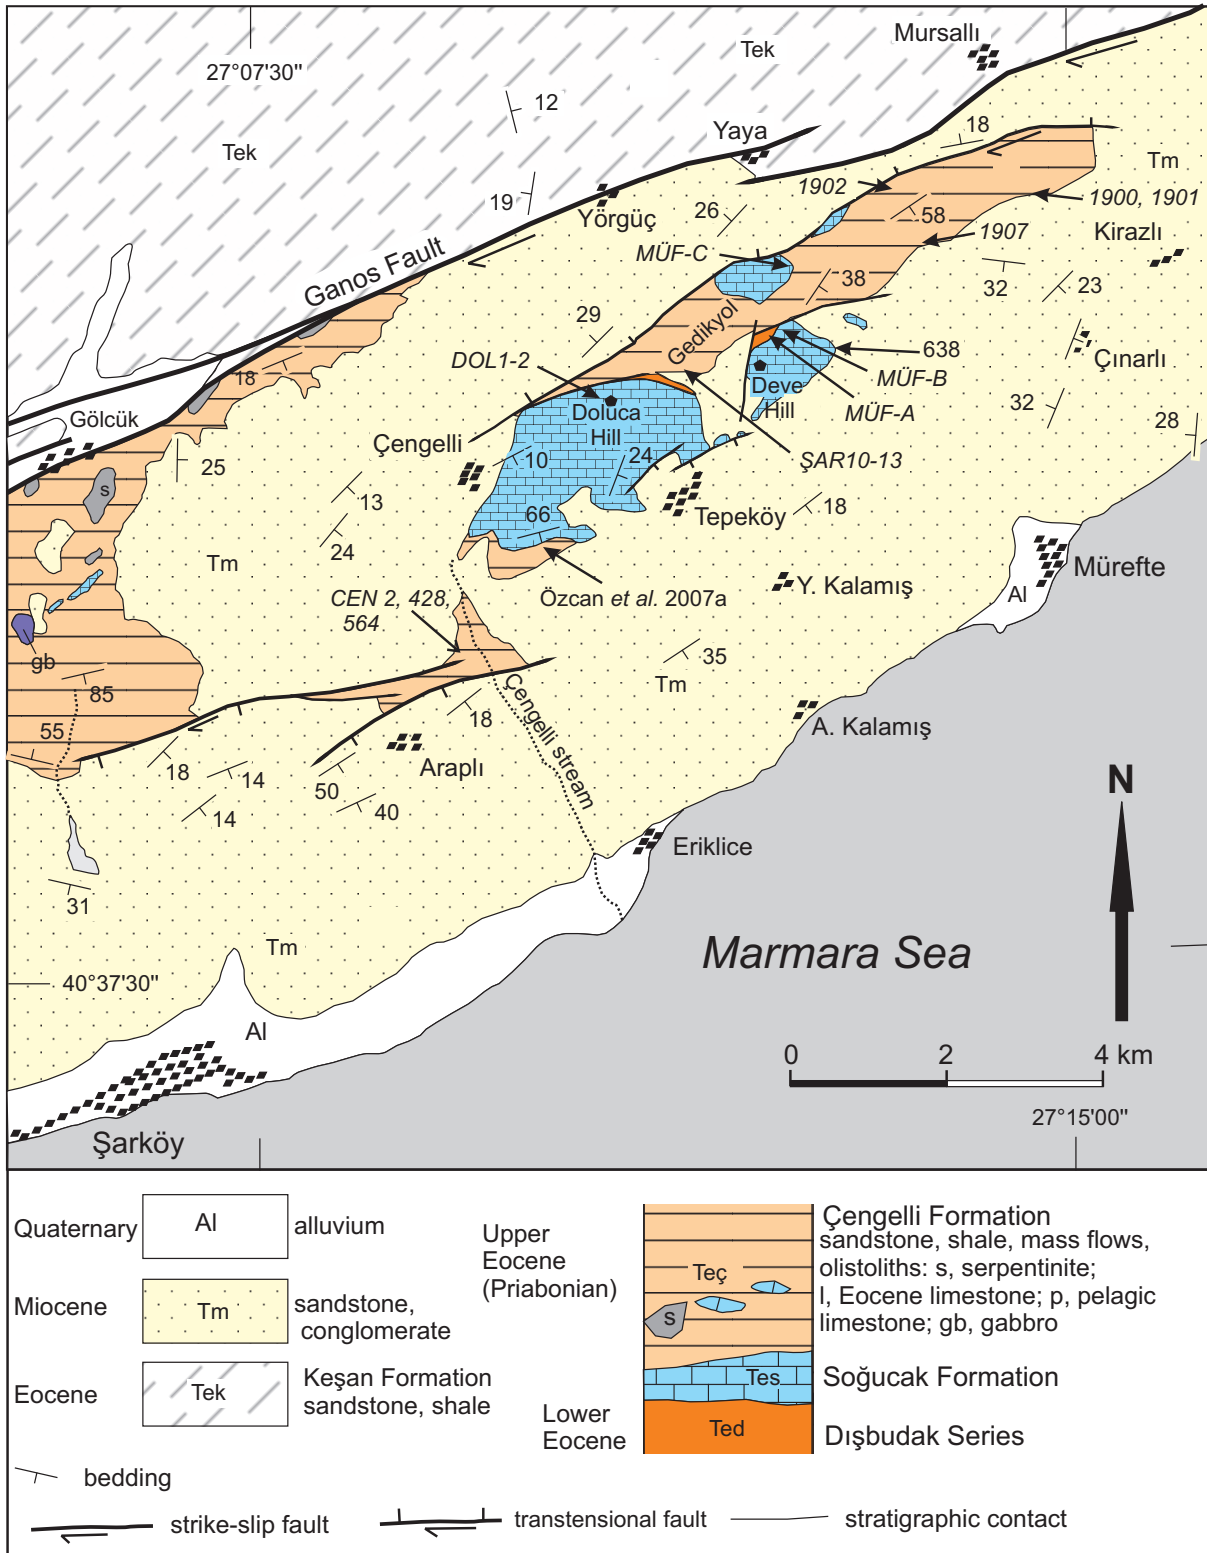 Mursallı
Tek
27°07'30"
12
Yaya
18
Tek
Tm
1902
19
Yörgüç
26
58
1900, 1901
1907
Kirazlı
MÜF-C
Ganos Fault
38
32
23
29
Gedikyol
DOL1-2
638
Çınarlı
18
MÜF-B
Deve
Hill
Doluca
Hill
MÜF-A
32
Gölcük
28
Çengelli
10
24
ŞAR10-13
25
s
13
66
Tepeköy
18
24
Tm
Mürefte
Y. Kalamış
Al
Özcan et al. 2007a
CEN 2, 428,
564
gb
35
Tm
85
Çengelli stream
18
A. Kalamış
55
18
14
Araplı
N
50
40
14
Eriklice
31
Tm
Marmara Sea
40°37'30"
Al
0 2 4 km
27°15'00"
Şarköy
Quaternary Al alluvium
Miocene Tm sandstone,
conglomerate
Eocene Tek Keşan Formation
sandstone, shale
Upper
Eocene
(Priabonian)
Lower
Eocene
Teç
s
Tes
Ted
Çengelli Formation
sandstone, shale, mass flows,
olistoliths: s, serpentinite;
l, Eocene limestone; p, pelagic
limestone; gb, gabbro
Soğucak Formation
Dışbudak Series
bedding
strike-slip fault
transtensional fault
stratigraphic contact